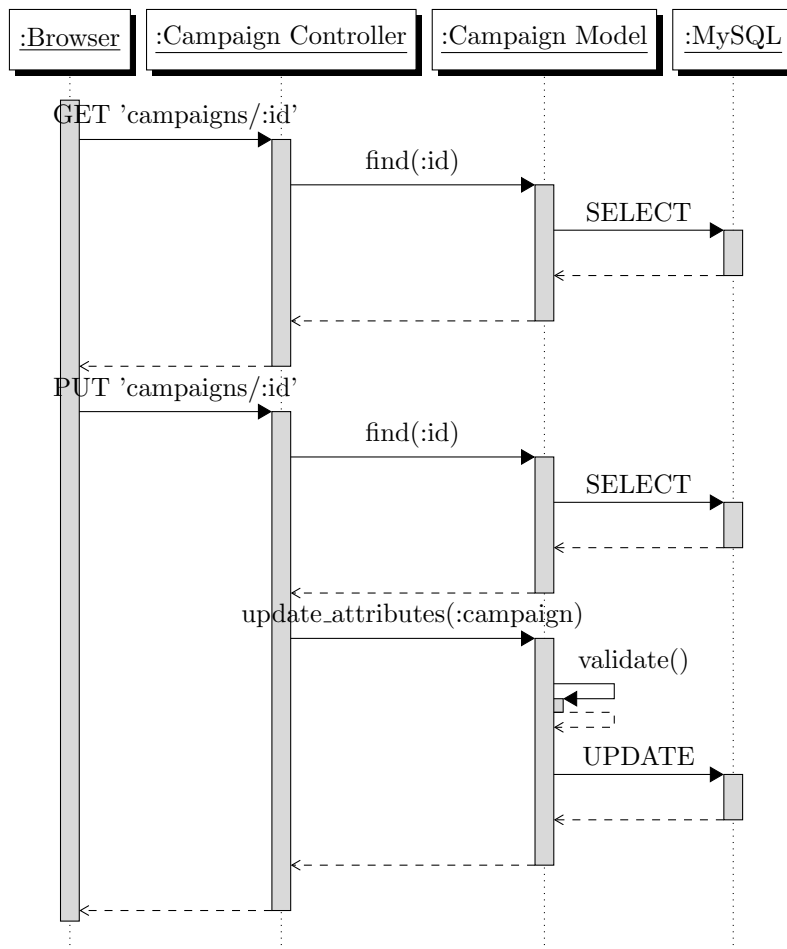 :Browser
:Campaign Controller
:Campaign Model
:MySQL
GET 'campaigns/:id'
find(:id)
SELECT
PUT 'campaigns/:id'
find(:id)
SELECT
update_attributes(:campaign)
validate()
UPDATE